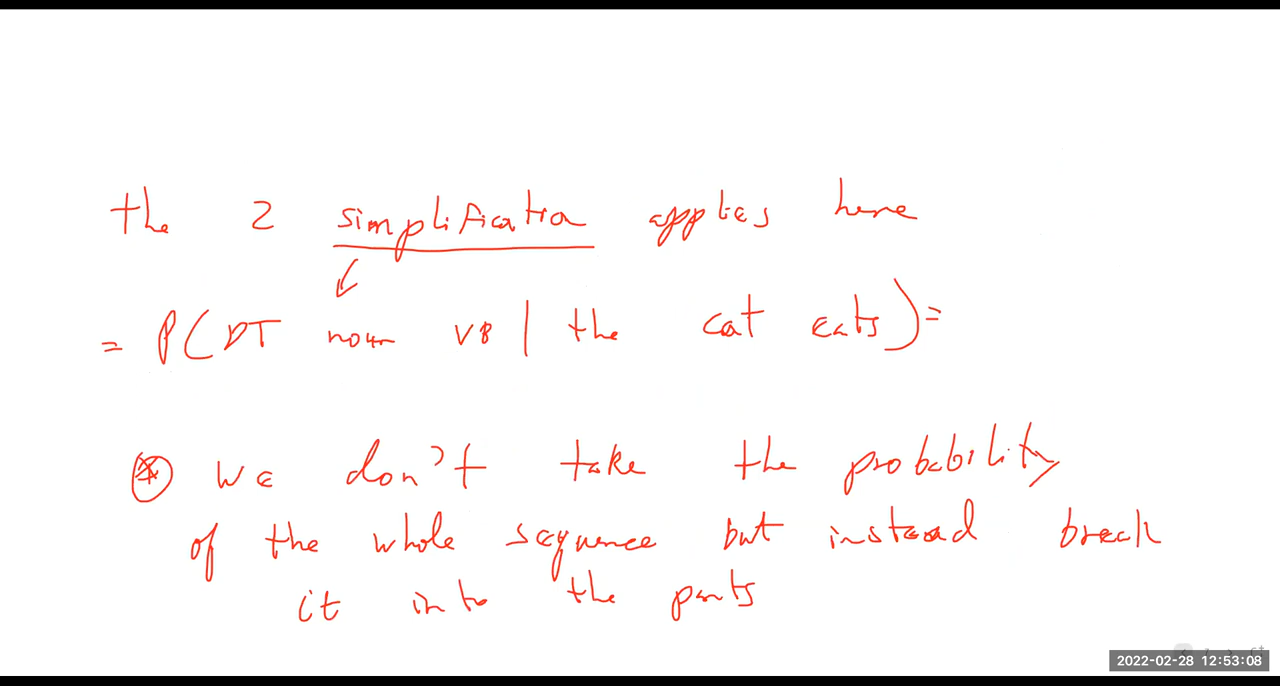 the 2 simplification applies here
= P(DT noun VB | the cat eats) =
* we don't take the probability
of the whole sequence but instead break
it into the parts
2022-02-28 12:53:08